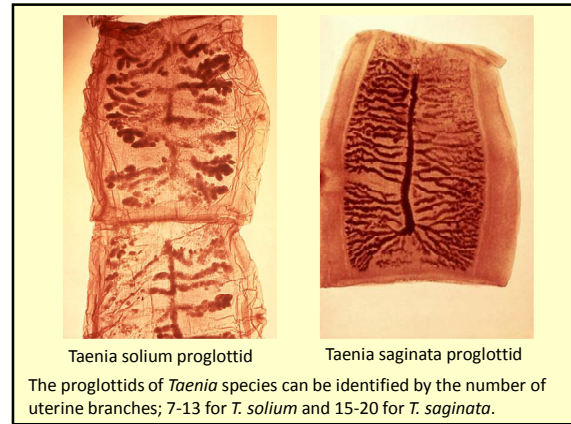 Taenia solium proglottid
Taenia saginata proglottid
The proglottids of Taenia species can be identified by the number of
uterine branches; 7-13 for T. solium and 15-20 for T. saginata.